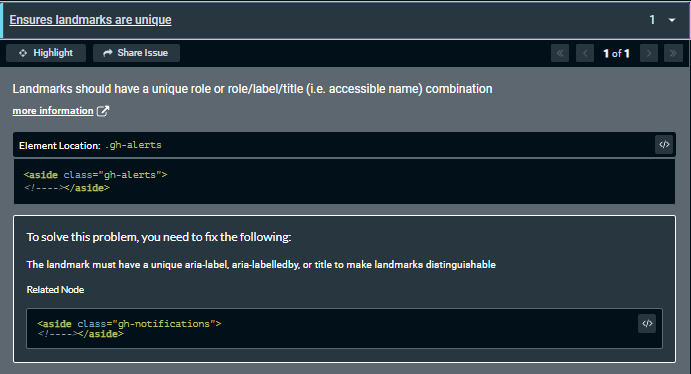 Ensures landmarks are unique 1
Highlight Share Issue « < 1 of 1 > »
Landmarks should have a unique role or role/label/title (i.e. accessible name) combination
more information
Element Location: .gh-alerts </>
<aside class="gh-alerts">
<!----></aside>
To solve this problem, you need to fix the following:
The landmark must have a unique aria-label, aria-labelledby, or title to make landmarks distinguishable
Related Node
<aside class="gh-notifications"> </>
<!----></aside>